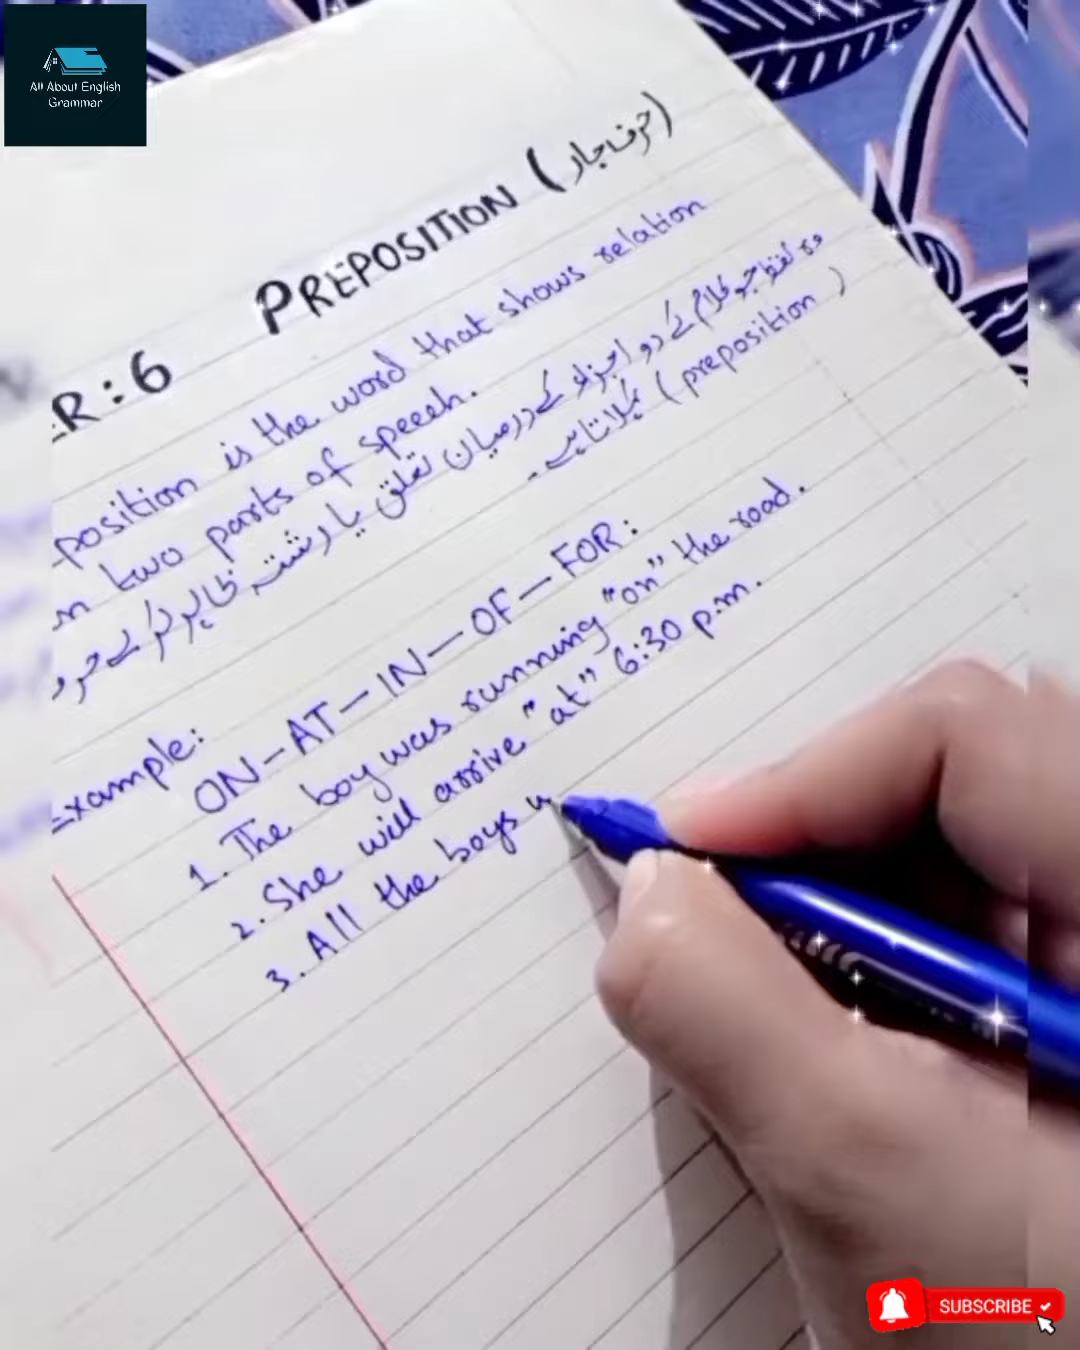 All About English
Grammar
R : 6 PREPOSITION (حرف جار)
position is the word that shows relation
n two parts of speech.
وہ لفظ جو کلام کے دو اجزاء کے درمیان تعلق یا رشتہ ظاہر کرے حرو
(preposition) کہلاتا ہے۔
Example:
ON-AT-IN-OF-FOR:
1. The boy was running "on" the road.
2. She will arrive "at" 6:30 p.m.
3. All the boys
SUBSCRIBE